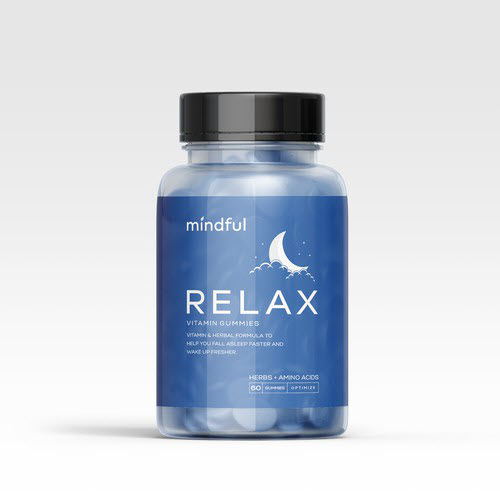 mindful
RELAX
VITAMIN GUMMIES
VITAMIN & HERBAL FORMULA TO
HELP YOU FALL ASLEEP FASTER AND
WAKE UP FRESHER.
HERBS + AMINO ACIDS
60 GUMMIES OPTIMIZE